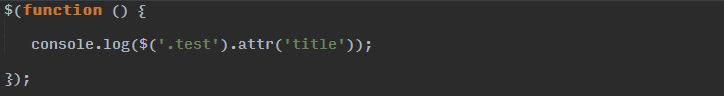 $(function () {
console.log($('.test').attr('title'));
});